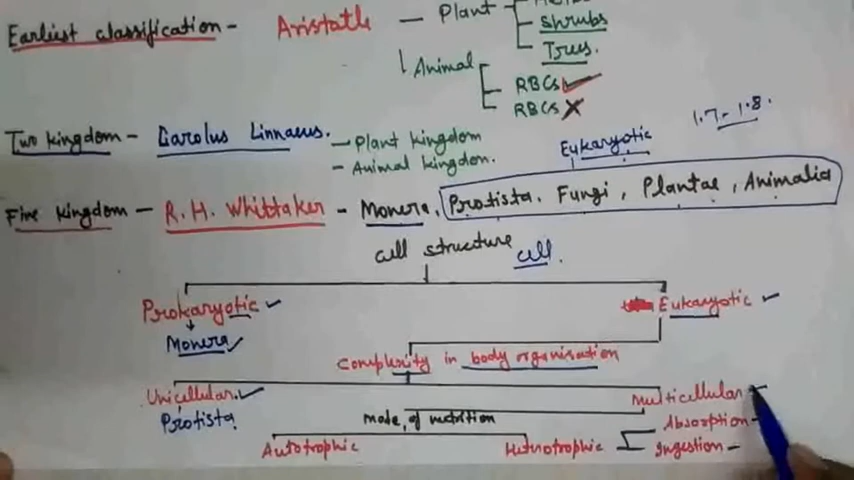 Earliest classification - Aristatle - Plant
Shrubs
Trees.
Animal
RBCs ✓
RBCs ✗
Two kingdom - Carolus Linnaeus. - Plant kingdom
- Animal kingdom.
Eukaryotic
1.7 - 1.8.
Five kingdom - R. H. Whittaker - Monera, Protista, Fungi, Plantae, Animalia
cell structure
cell.
Prokaryotic ✓
Eukaryotic ✓
Monera ✓
Complexity in body organisation
Unicellular. ✓
Multicellular
Protista
mode of nutrition
Absorption -
Autotrophic
Heterotrophic
Ingestion -